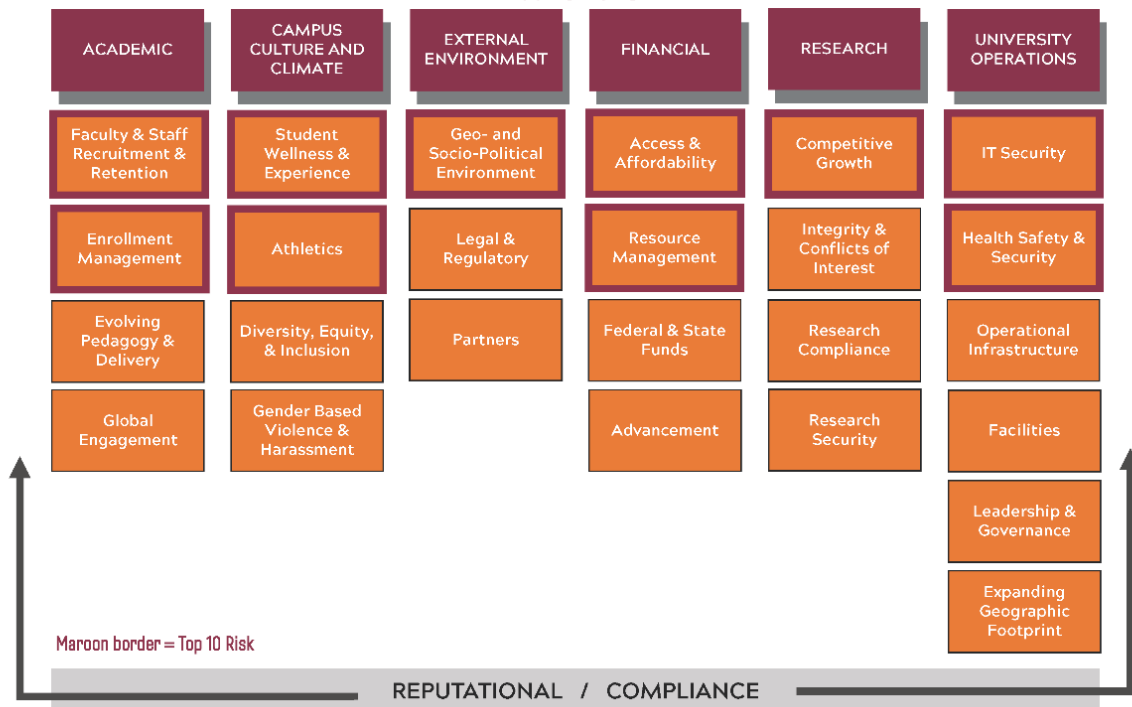 ACADEMIC
CAMPUS
CULTURE AND
CLIMATE
EXTERNAL
ENVIRONMENT
FINANCIAL
RESEARCH
UNIVERSITY
OPERATIONS
Faculty & Staff
Recruitment &
Retention
Student
Wellness &
Experience
Geo- and
Socio-Political
Environment
Access &
Affordability
Competitive
Growth
IT Security
Enrollment
Management
Athletics
Legal &
Regulatory
Resource
Management
Integrity &
Conflicts of
Interest
Health Safety &
Security
Evolving
Pedagogy &
Delivery
Diversity, Equity,
& Inclusion
Partners
Federal & State
Funds
Research
Compliance
Operational
Infrastructure
Global
Engagement
Gender Based
Violence &
Harassment
Advancement
Research
Security
Facilities
Leadership &
Governance
Expanding
Geographic
Footprint
Maroon border = Top 10 Risk
REPUTATIONAL / COMPLIANCE